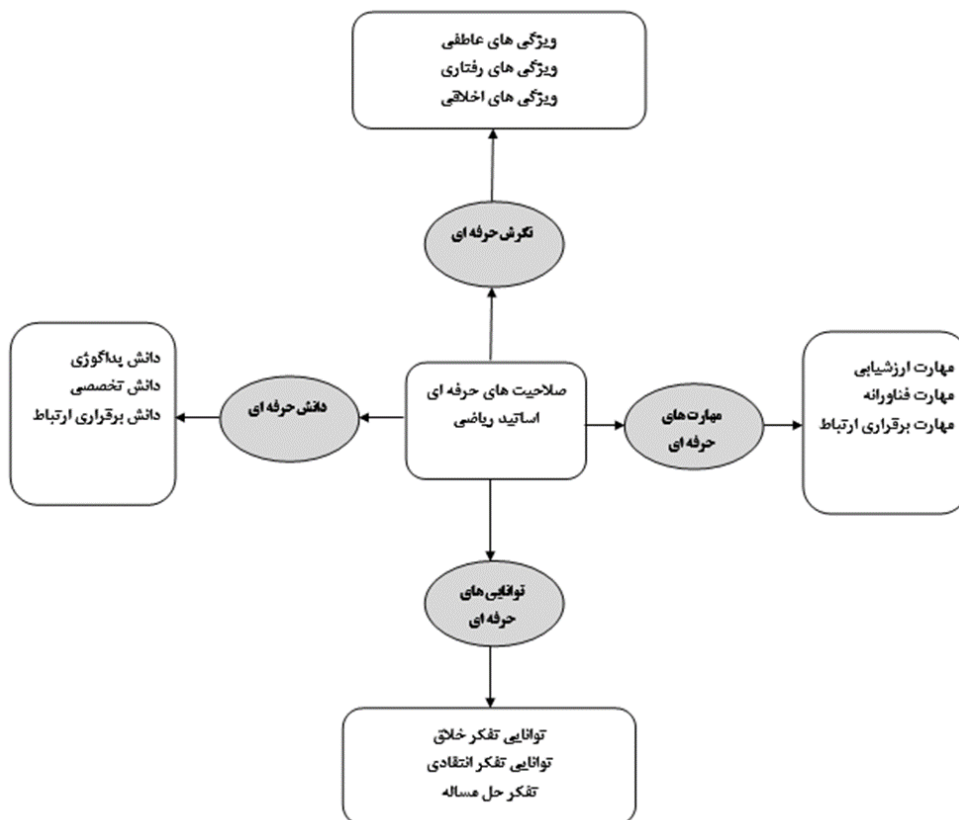 ویژگی های عاطفی
ویژگی های رفتاری
ویژگی های اخلاقی
نگرش حرفه ای
مهارت ارزشیابی
مهارت فناورانه
مهارت برقراری ارتباط
مهارت های
حرفه ای
صلاحیت های حرفه ای
اساتید ریاضی
دانش حرفه ای
دانش پداگوژی
دانش تخصصی
دانش برقراری ارتباط
توانایی های
حرفه ای
توانایی تفکر خلاق
توانایی تفکر انتقادی
تفکر حل مساله